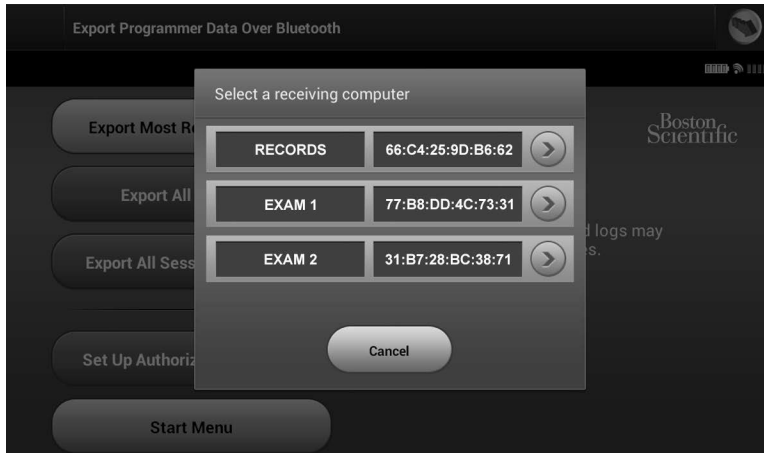 Export Programmer Data Over Bluetooth
Select a receiving computer
Export Most Re
Boston
Scientific
RECORDS 66:C4:25:9D:B6:62
Export All
EXAM 1 77:B8:DD:4C:73:31
logs may
Export All Sess
EXAM 2 31:B7:28:BC:38:71
Set Up Authoriz
Cancel
Start Menu